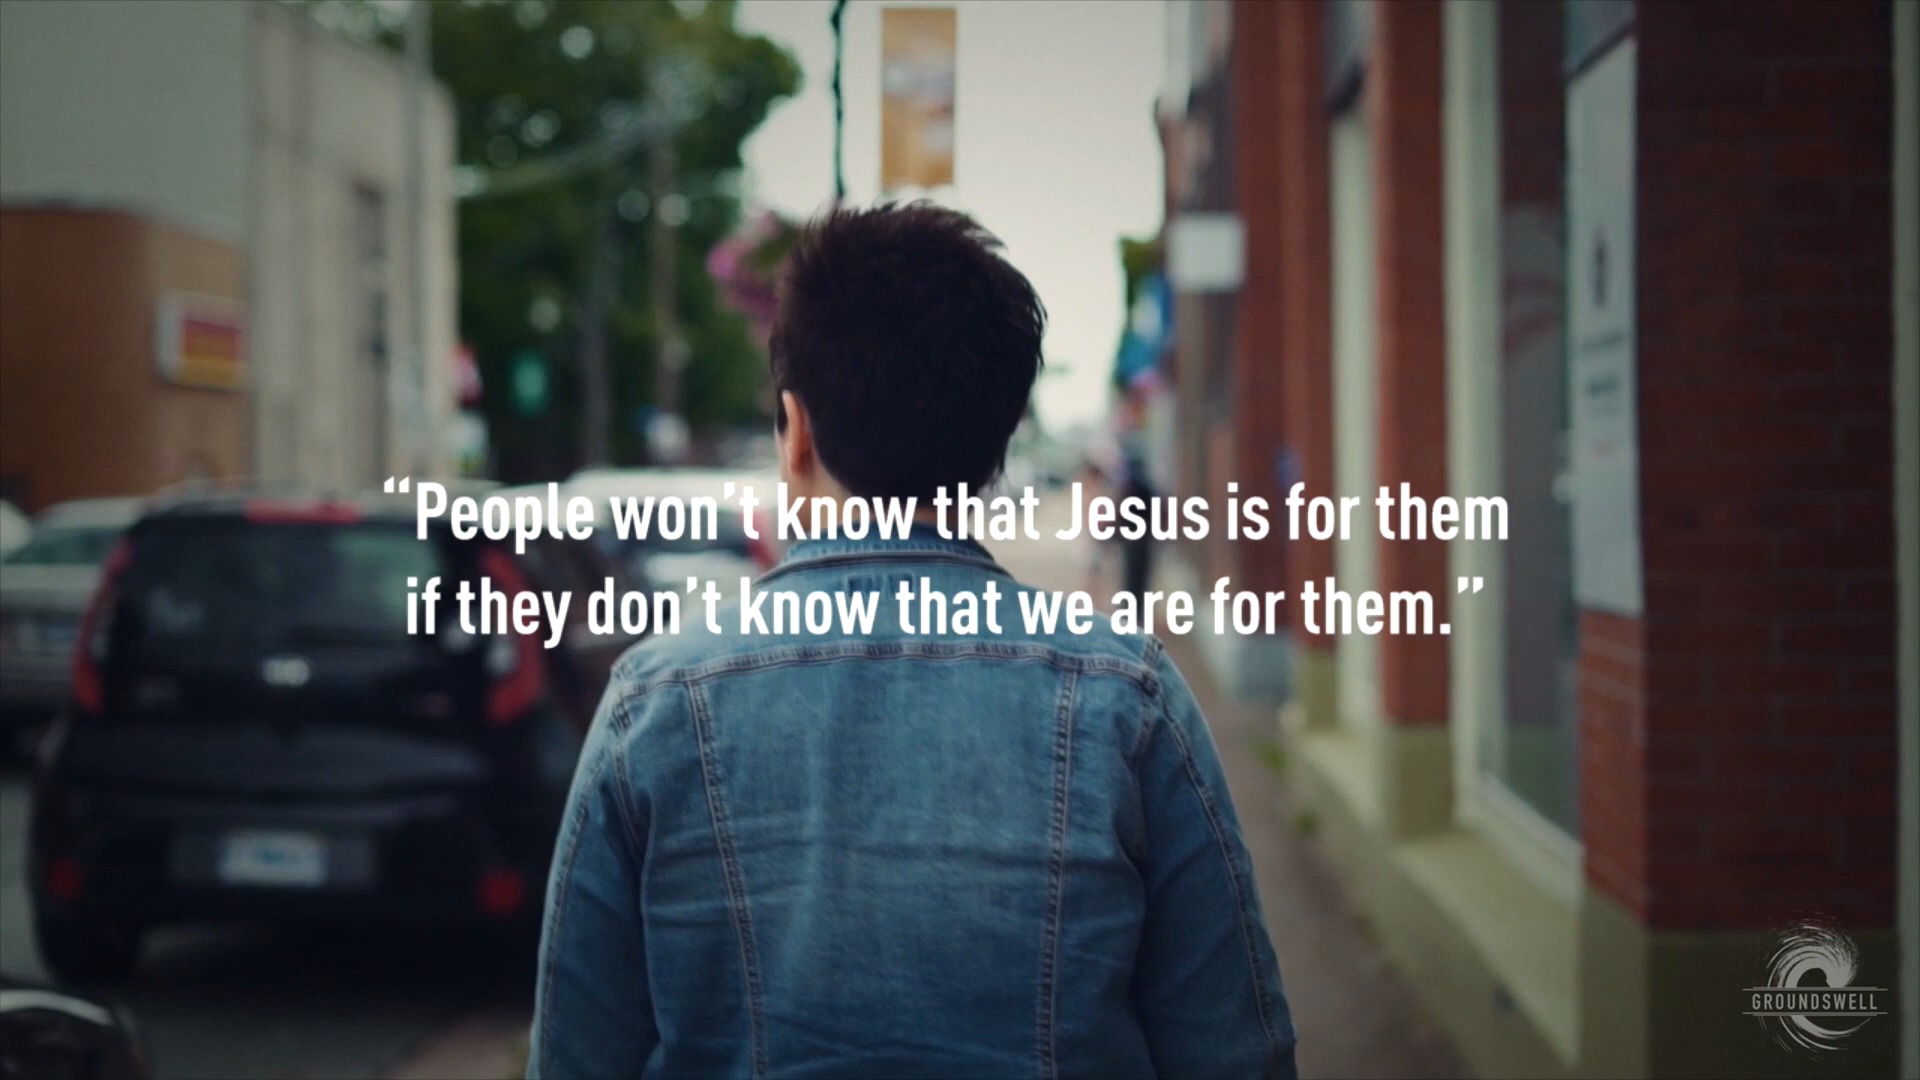 “People won’t know that Jesus is for them
if they don’t know that we are for them.”
GROUNDSWELL